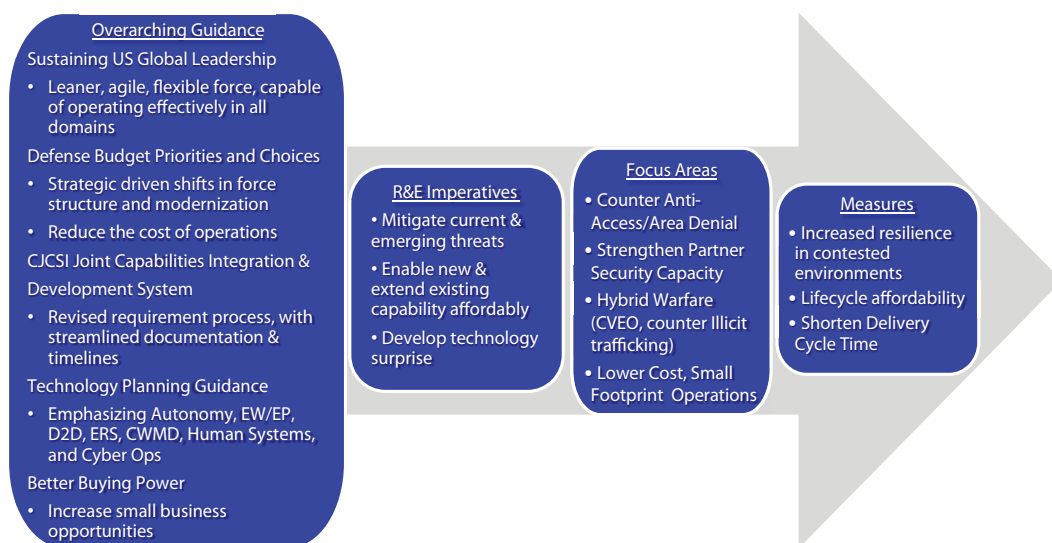 Overarching Guidance
Sustaining US Global Leadership
• Leaner, agile, flexible force, capable
of operating effectively in all
domains
Defense Budget Priorities and Choices
• Strategic driven shifts in force
structure and modernization
• Reduce the cost of operations
CJCSI Joint Capabilities Integration &
Development System
• Revised requirement process, with
streamlined documentation &
timelines
Technology Planning Guidance
• Emphasizing Autonomy, EW/EP,
D2D, ERS, CWMD, Human Systems,
and Cyber Ops
Better Buying Power
• Increase small business
opportunities
R&E Imperatives
• Mitigate current &
emerging threats
• Enable new &
extend existing
capability affordably
• Develop technology
surprise
Focus Areas
• Counter Anti-
Access/Area Denial
• Strengthen Partner
Security Capacity
• Hybrid Warfare
(CVEO, counter Illicit
trafficking)
• Lower Cost, Small
Footprint Operations
Measures
• Increased resilience
in contested
environments
• Lifecycle affordability
• Shorten Delivery
Cycle Time